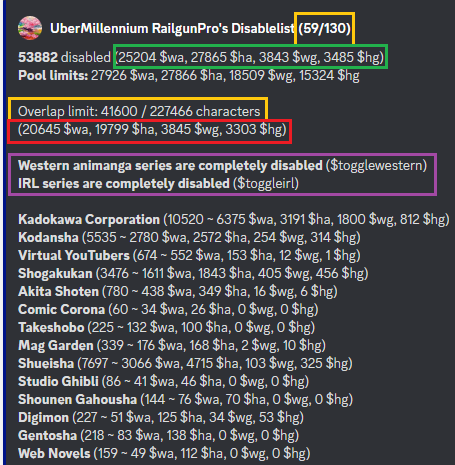 UberMillennium RailgunPro's Disablelist (59/130)
53882 disabled (25204 $wa, 27865 $ha, 3843 $wg, 3485 $hg)
Pool limits: 27926 $wa, 27866 $ha, 18509 $wg, 15324 $hg
Overlap limit: 41600 / 227466 characters
(20645 $wa, 19799 $ha, 3845 $wg, 3303 $hg)
Western animanga series are completely disabled ($togglewestern)
IRL series are completely disabled ($toggleirl)
Kadokawa Corporation (10520 ~ 6375 $wa, 3191 $ha, 1800 $wg, 812 $hg)
Kodansha (5535 ~ 2780 $wa, 2572 $ha, 254 $wg, 314 $hg)
Virtual YouTubers (674 ~ 552 $wa, 153 $ha, 12 $wg, 1 $hg)
Shogakukan (3476 ~ 1611 $wa, 1843 $ha, 405 $wg, 456 $hg)
Akita Shoten (780 ~ 438 $wa, 349 $ha, 16 $wg, 6 $hg)
Comic Corona (60 ~ 34 $wa, 26 $ha, 0 $wg, 0 $hg)
Takeshobo (225 ~ 132 $wa, 100 $ha, 0 $wg, 0 $hg)
Mag Garden (339 ~ 176 $wa, 168 $ha, 2 $wg, 10 $hg)
Shueisha (7697 ~ 3066 $wa, 4715 $ha, 103 $wg, 325 $hg)
Studio Ghibli (86 ~ 41 $wa, 46 $ha, 0 $wg, 0 $hg)
Shounen Gahousha (144 ~ 76 $wa, 70 $ha, 0 $wg, 0 $hg)
Digimon (227 ~ 51 $wa, 125 $ha, 34 $wg, 53 $hg)
Gentosha (218 ~ 83 $wa, 138 $ha, 0 $wg, 0 $hg)
Web Novels (159 ~ 49 $wa, 112 $ha, 0 $wg, 0 $hg)